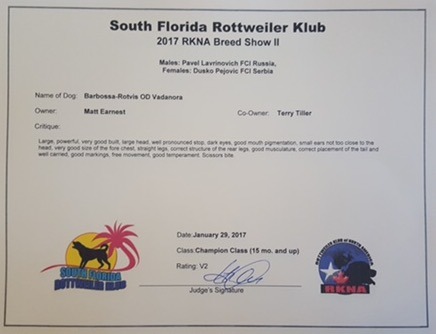 South Florida Rottweiler Klub
2017 RKNA Breed Show II
Males: Pavel Lavrinovich FCI Russia,
Females: Dusko Pejovic FCI Serbia
Name of Dog: Barbossa-Rotvis OD Vadanora
Owner: Matt Earnest Co-Owner: Terry Tiller
Critique:
Large, powerful, very good built, large head, well pronounced stop, dark eyes, good mouth pigmentation, small ears not too close to the
head, very good size of the fore chest, straight legs, correct structure of the rear legs, good musculature, correct placement of the tail and
well carried, good markings, free movement, good temperament. Scissors bite.
Date: January 29, 2017
Class: Champion Class (15 mo. and up)
Rating: V2
Judge's Signature
SOUTH FLORIDA
ROTTWEILER KLUB
RKNA